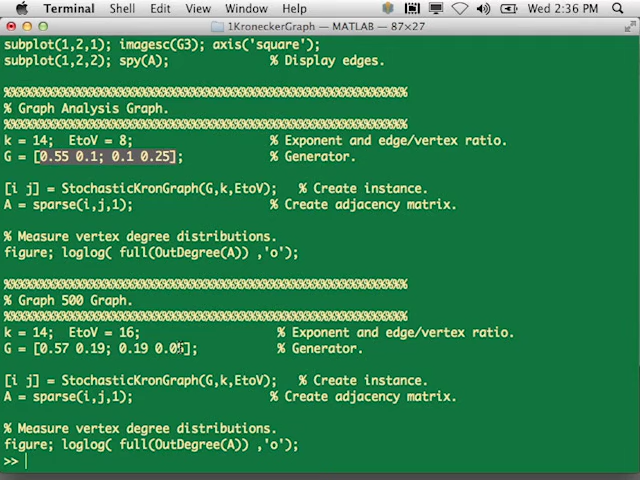 Terminal Shell Edit View Window Help Wed 2:36 PM
1KroneckerGraph — MATLAB — 87×27
subplot(1,2,1); imagesc(G3); axis('square');
subplot(1,2,2); spy(A); % Display edges.
%%%%%%%%%%%%%%%%%%%%%%%%%%%%%%%%%%%%%%%%%%%%%%%%%%%%%%%%
% Graph Analysis Graph.
%%%%%%%%%%%%%%%%%%%%%%%%%%%%%%%%%%%%%%%%%%%%%%%%%%%%%%%%
k = 14; EtoV = 8; % Exponent and edge/vertex ratio.
G = [0.55 0.1; 0.1 0.25]; % Generator.
[i j] = StochasticKronGraph(G,k,EtoV); % Create instance.
A = sparse(i,j,1); % Create adjacency matrix.
% Measure vertex degree distributions.
figure; loglog( full(OutDegree(A)) ,'o');
%%%%%%%%%%%%%%%%%%%%%%%%%%%%%%%%%%%%%%%%%%%%%%%%%%%%%%%%
% Graph 500 Graph.
%%%%%%%%%%%%%%%%%%%%%%%%%%%%%%%%%%%%%%%%%%%%%%%%%%%%%%%%
k = 14; EtoV = 16; % Exponent and edge/vertex ratio.
G = [0.57 0.19; 0.19 0.05]; % Generator.
[i j] = StochasticKronGraph(G,k,EtoV); % Create instance.
A = sparse(i,j,1); % Create adjacency matrix.
% Measure vertex degree distributions.
figure; loglog( full(OutDegree(A)) ,'o');
>>